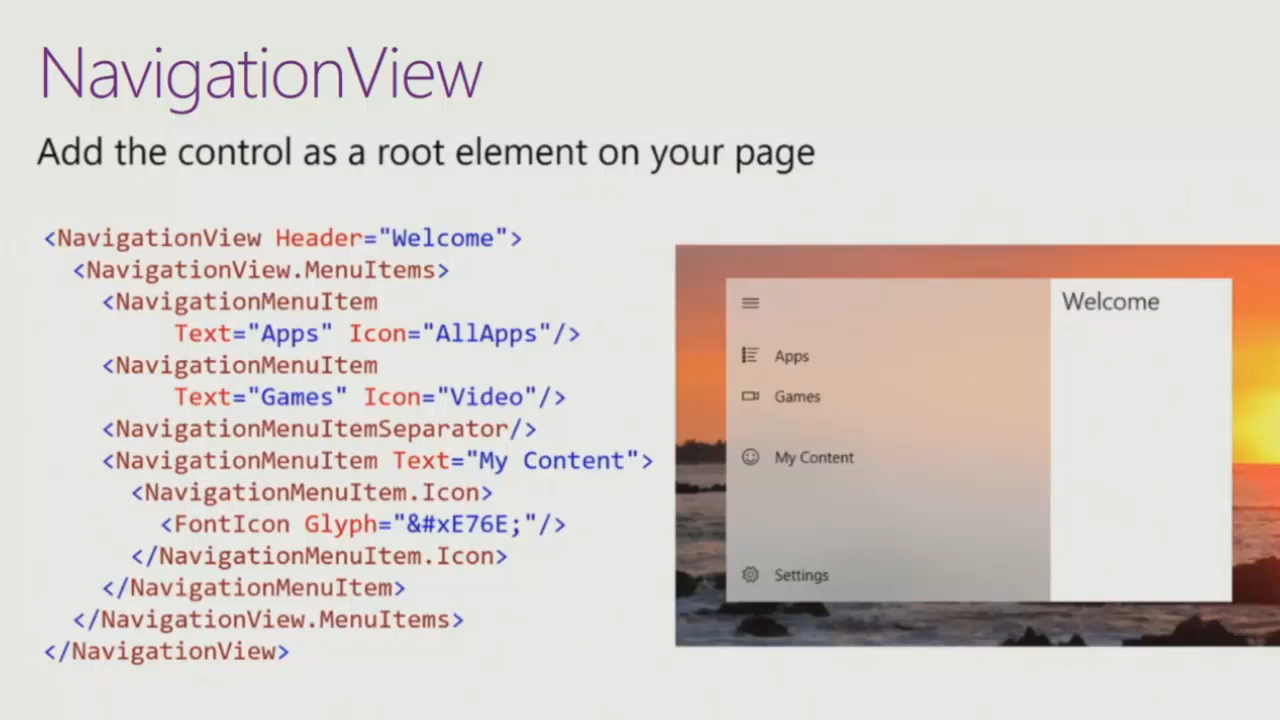 NavigationView
Add the control as a root element on your page
<NavigationView Header="Welcome">
<NavigationView.MenuItems>
<NavigationMenuItem
Text="Apps" Icon="AllApps"/>
<NavigationMenuItem
Text="Games" Icon="Video"/>
<NavigationMenuItemSeparator/>
<NavigationMenuItem Text="My Content">
<NavigationMenuItem.Icon>
<FontIcon Glyph="&#xE76E;"/>
</NavigationMenuItem.Icon>
</NavigationMenuItem>
</NavigationView.MenuItems>
</NavigationView>
Welcome
Apps
Games
My Content
Settings